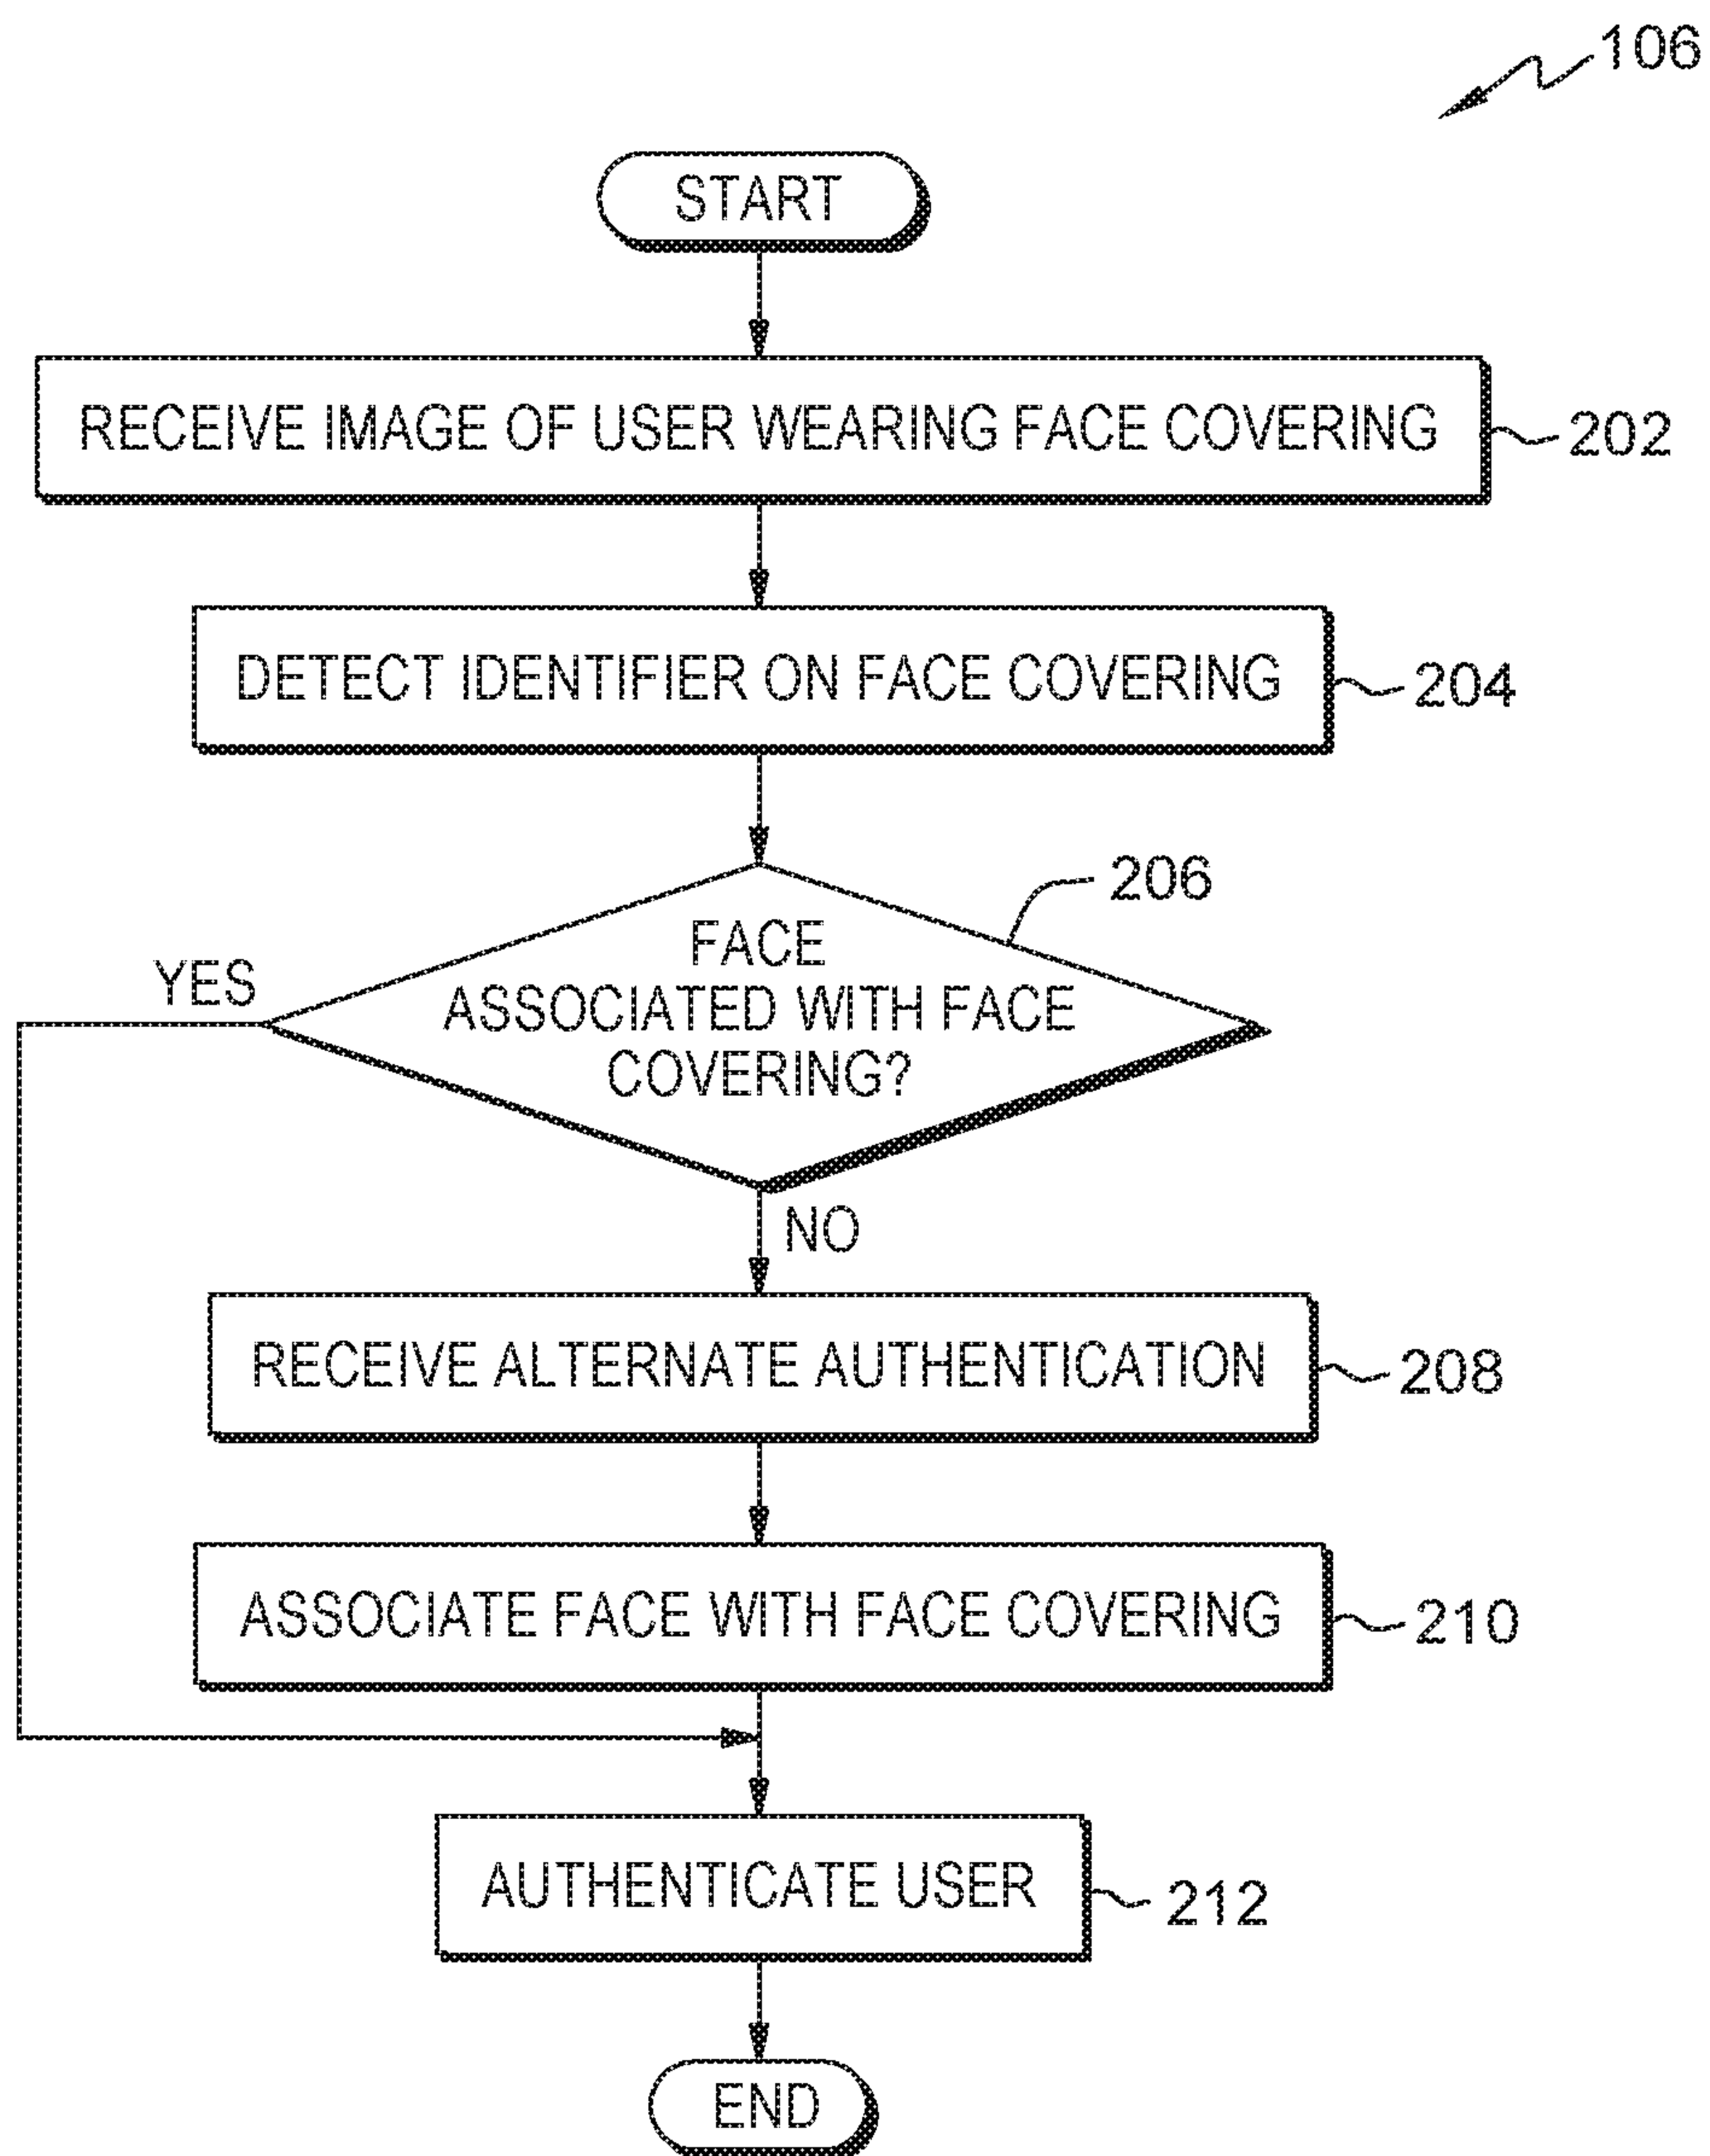 106
START
RECEIVE IMAGE OF USER WEARING FACE COVERING
202
DETECT IDENTIFIER ON FACE COVERING
204
206
FACE
ASSOCIATED WITH FACE
COVERING?
YES
NO
RECEIVE ALTERNATE AUTHENTICATION
208
ASSOCIATE FACE WITH FACE COVERING
210
AUTHENTICATE USER
212
END